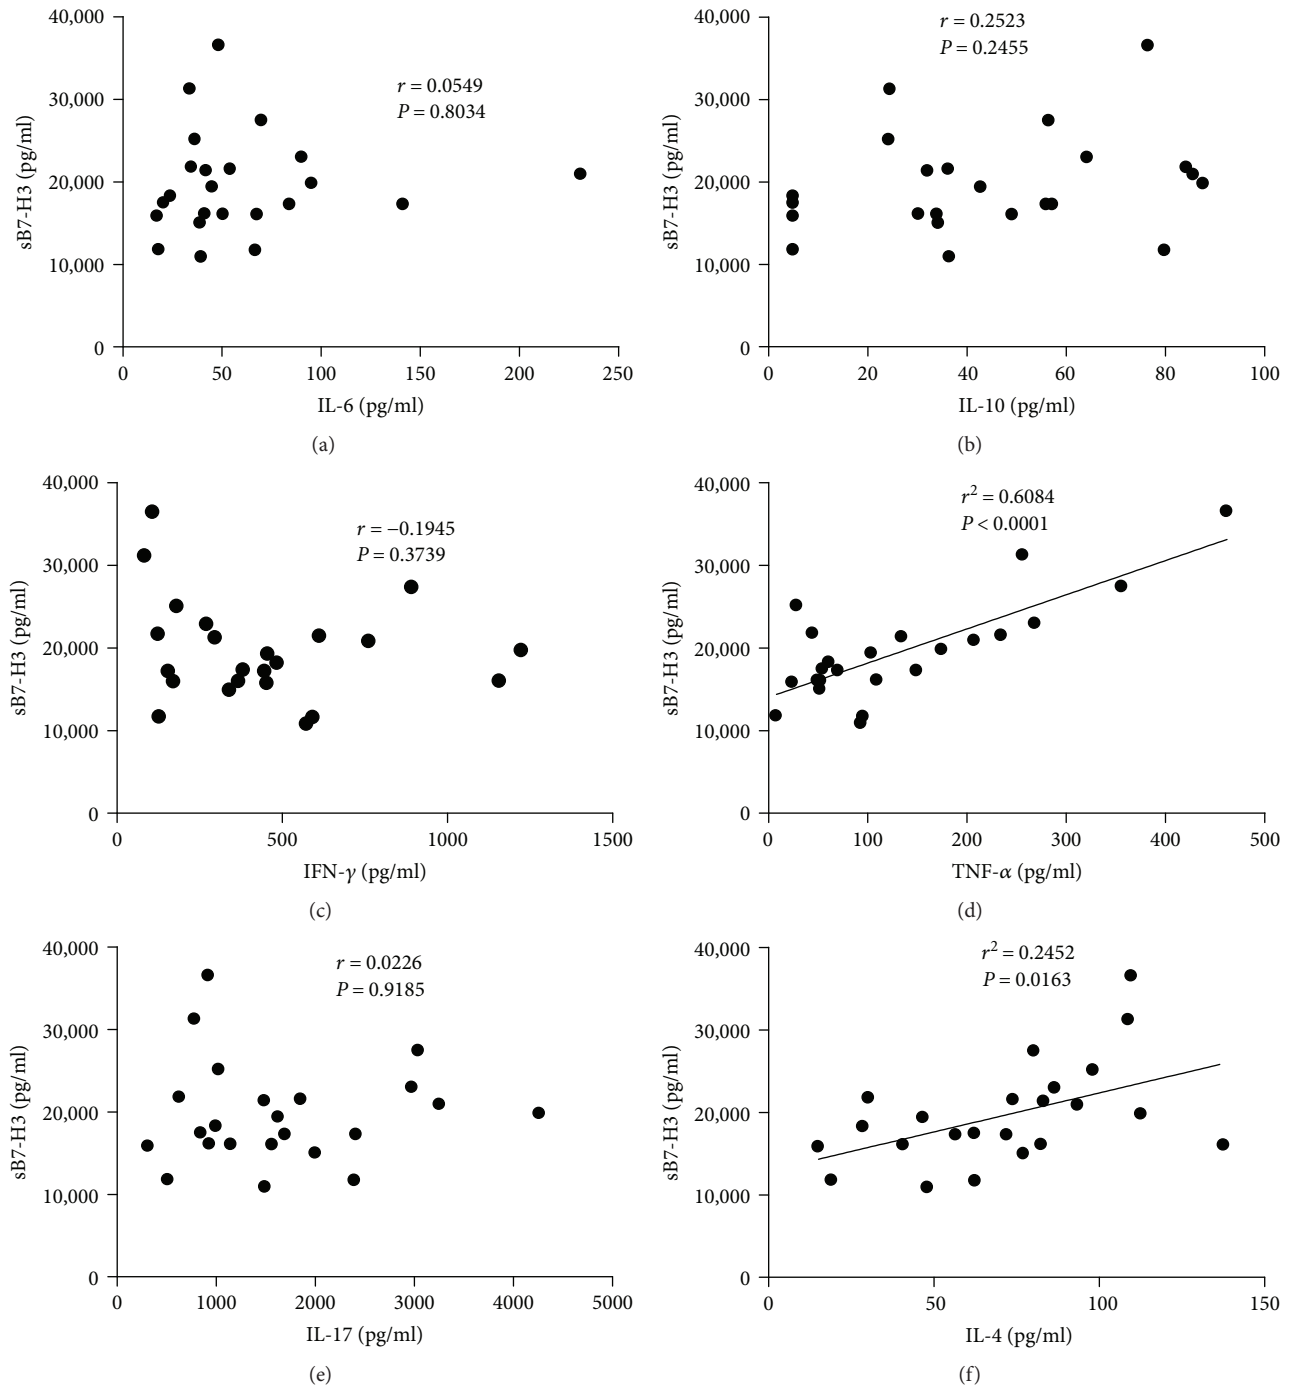 40,000
30,000
20,000
10,000
0
sB7-H3 (pg/ml)
r = 0.0549
P = 0.8034
0 50 100 150 200 250
IL-6 (pg/ml)
(a)
40,000
30,000
20,000
10,000
0
sB7-H3 (pg/ml)
r = 0.2523
P = 0.2455
0 20 40 60 80 100
IL-10 (pg/ml)
(b)
40,000
30,000
20,000
10,000
0
sB7-H3 (pg/ml)
r = −0.1945
P = 0.3739
0 500 1000 1500
IFN-γ (pg/ml)
(c)
40,000
30,000
20,000
10,000
0
sB7-H3 (pg/ml)
r² = 0.6084
P < 0.0001
0 100 200 300 400 500
TNF-α (pg/ml)
(d)
40,000
30,000
20,000
10,000
0
sB7-H3 (pg/ml)
r = 0.0226
P = 0.9185
0 1000 2000 3000 4000 5000
IL-17 (pg/ml)
(e)
40,000
30,000
20,000
10,000
0
sB7-H3 (pg/ml)
r² = 0.2452
P = 0.0163
0 50 100 150
IL-4 (pg/ml)
(f)